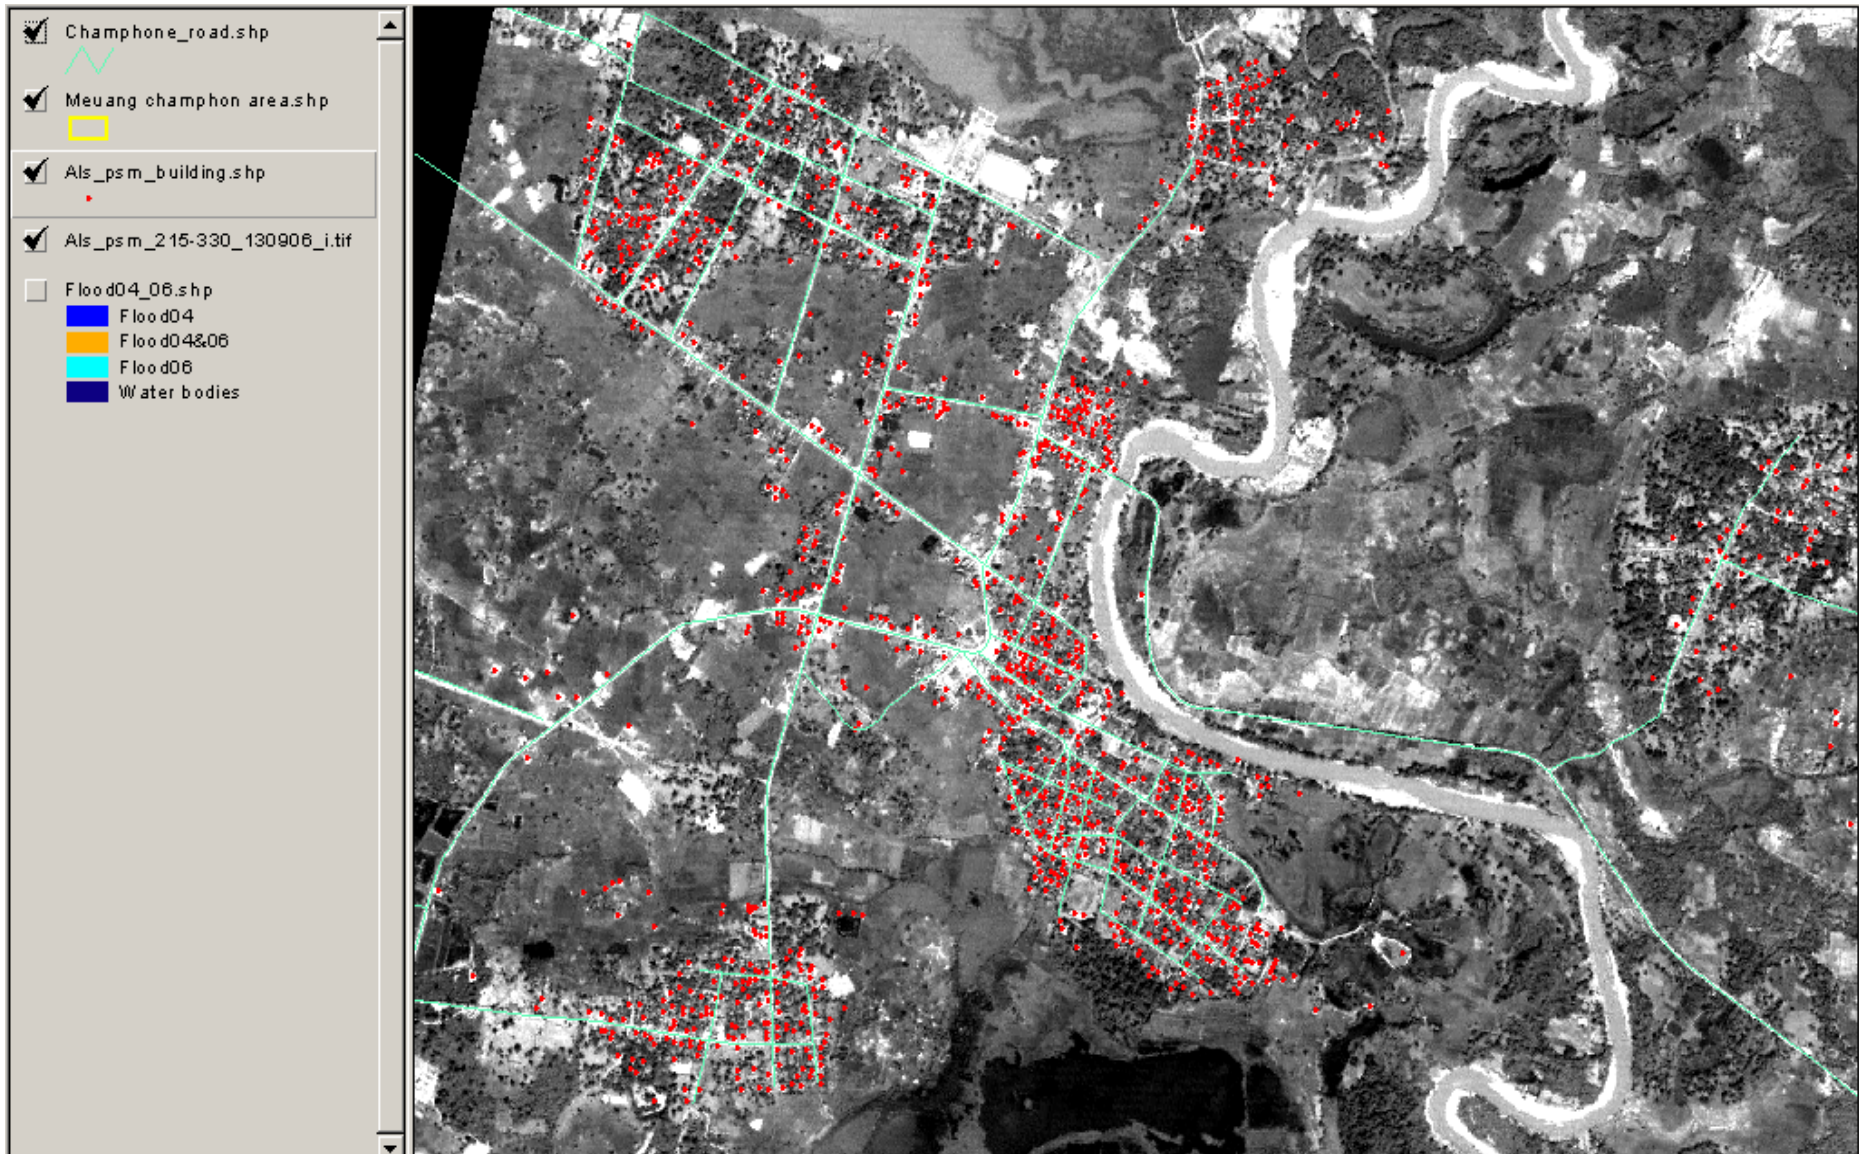 Champhone_road.shp
Meuang champhon area.shp
Als_psm_building.shp
Als_psm_215-330_130906_i.tif
Flood04_06.shp
Flood04
Flood04&06
Flood06
Water bodies